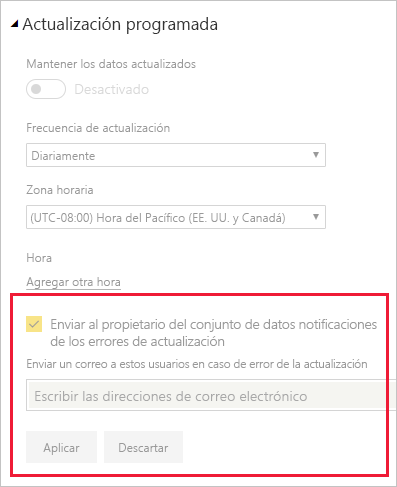 Actualización programada
Mantener los datos actualizados
Desactivado
Frecuencia de actualización
Diariamente
Zona horaria
(UTC-08:00) Hora del Pacífico (EE. UU. y Canadá)
Hora
Agregar otra hora
Enviar al propietario del conjunto de datos notificaciones
de los errores de actualización
Enviar un correo a estos usuarios en caso de error de la actualización
Escribir las direcciones de correo electrónico
Aplicar Descartar